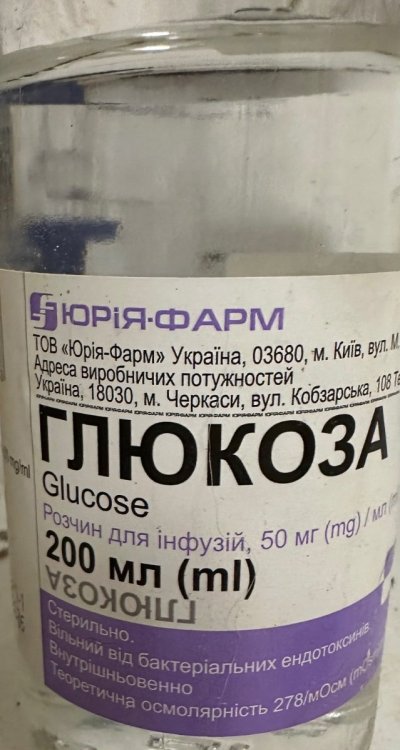 ЮРіЯ·ФАРМ
ТОВ «Юрія-Фарм» Україна, 03680, м. Київ, вул. М.
Адреса виробничих потужностей
Україна, 18030, м. Черкаси, вул. Кобзарська, 108
ГЛЮКОЗА
Glucose
Розчин для інфузій, 50 мг (mg) / мл
200 мл (ml)
ГЛЮКОЗА
Стерильно.
Вільний від бактеріальних ендотоксинів.
Внутрішньовенно
Теоретична осмолярність 278/мОсм
mg/ml